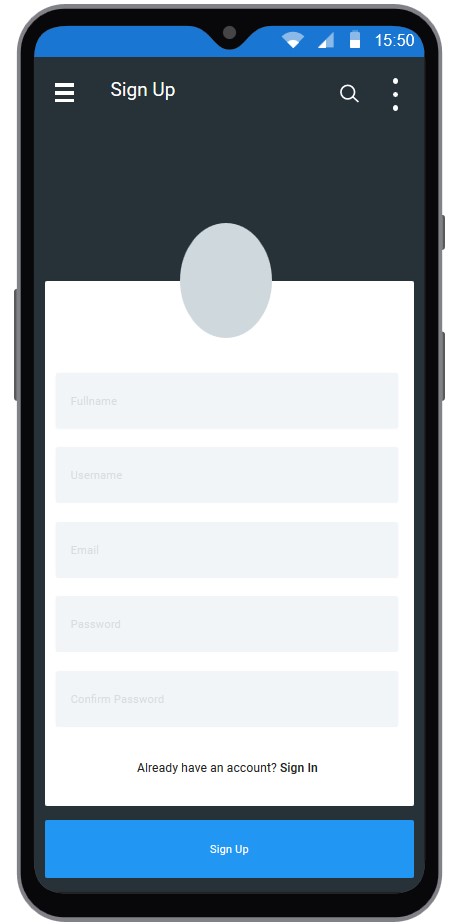 15:50
Sign Up
Fullname
Username
Email
Password
Confirm Password
Already have an account? Sign In
Sign Up